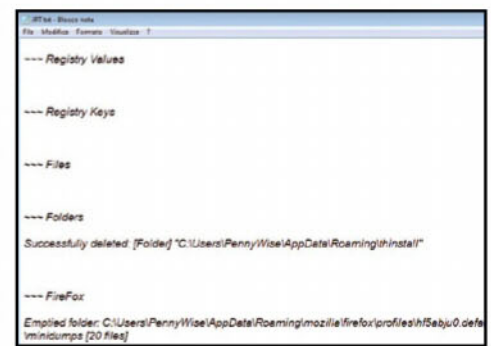 JRT.txt - Blocco note
File Modifica Formato Visualizza ?
~~~ Registry Values
~~~ Registry Keys
~~~ Files
~~~ Folders
Successfully deleted: [Folder] "C:\Users\PennyWise\AppData\Roaming\thinstall"
~~~ FireFox
Emptied folder: C:\Users\PennyWise\AppData\Roaming\mozilla\firefox\profiles\hf5abju0.defa
\minidumps [20 files]